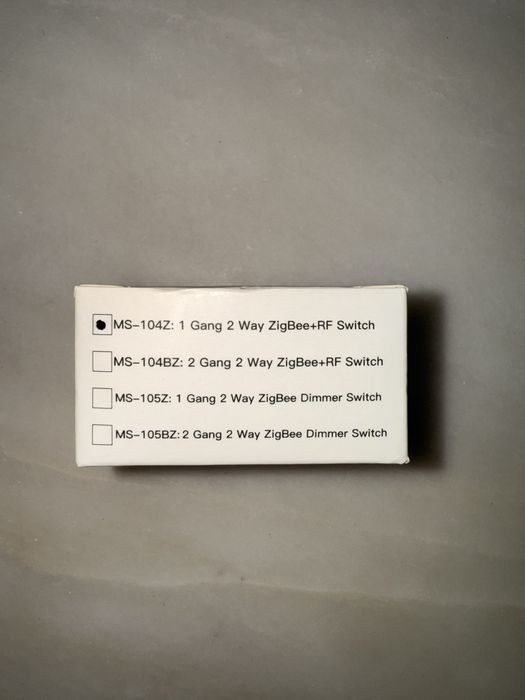 MS-104Z: 1 Gang 2 Way ZigBee+RF Switch
MS-104BZ: 2 Gang 2 Way ZigBee+RF Switch
MS-105Z: 1 Gang 2 Way ZigBee Dimmer Switch
MS-105BZ: 2 Gang 2 Way ZigBee Dimmer Switch